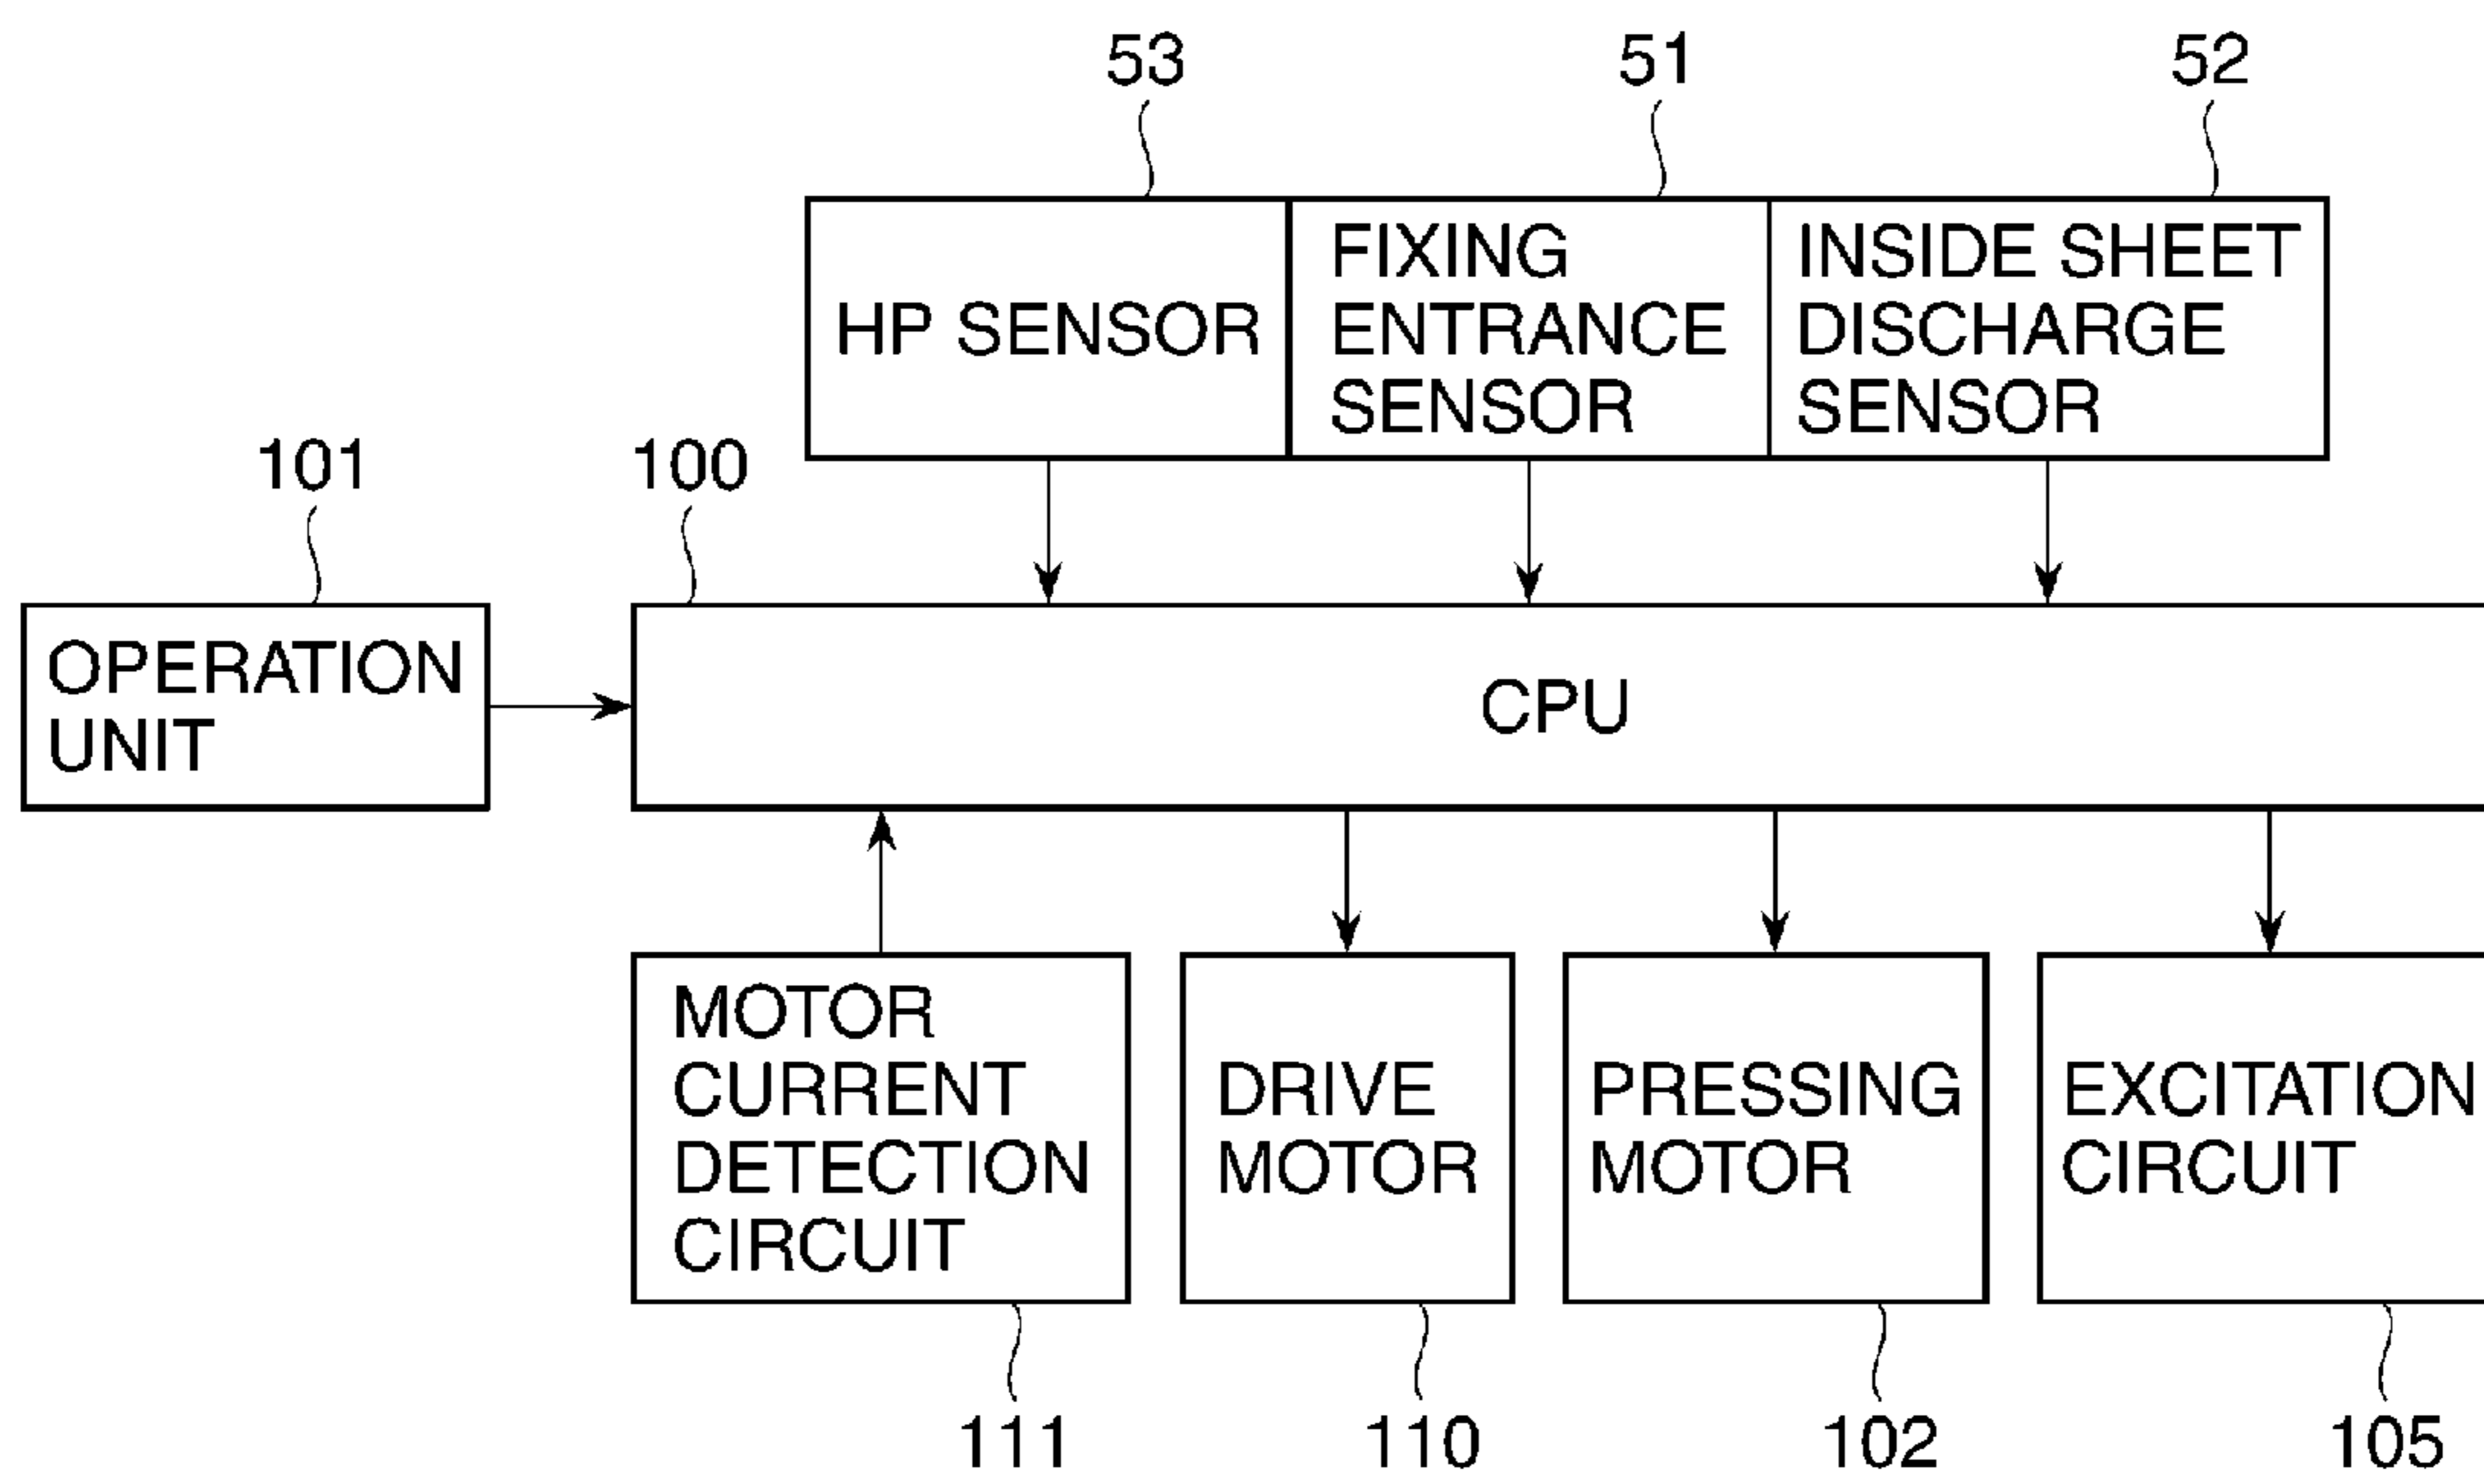 53
51
52
HP SENSOR
FIXING
ENTRANCE
SENSOR
INSIDE SHEET
DISCHARGE
SENSOR
101
100
OPERATION
UNIT
CPU
MOTOR
CURRENT
DETECTION
CIRCUIT
DRIVE
MOTOR
PRESSING
MOTOR
EXCITATION
CIRCUIT
111
110
102
105